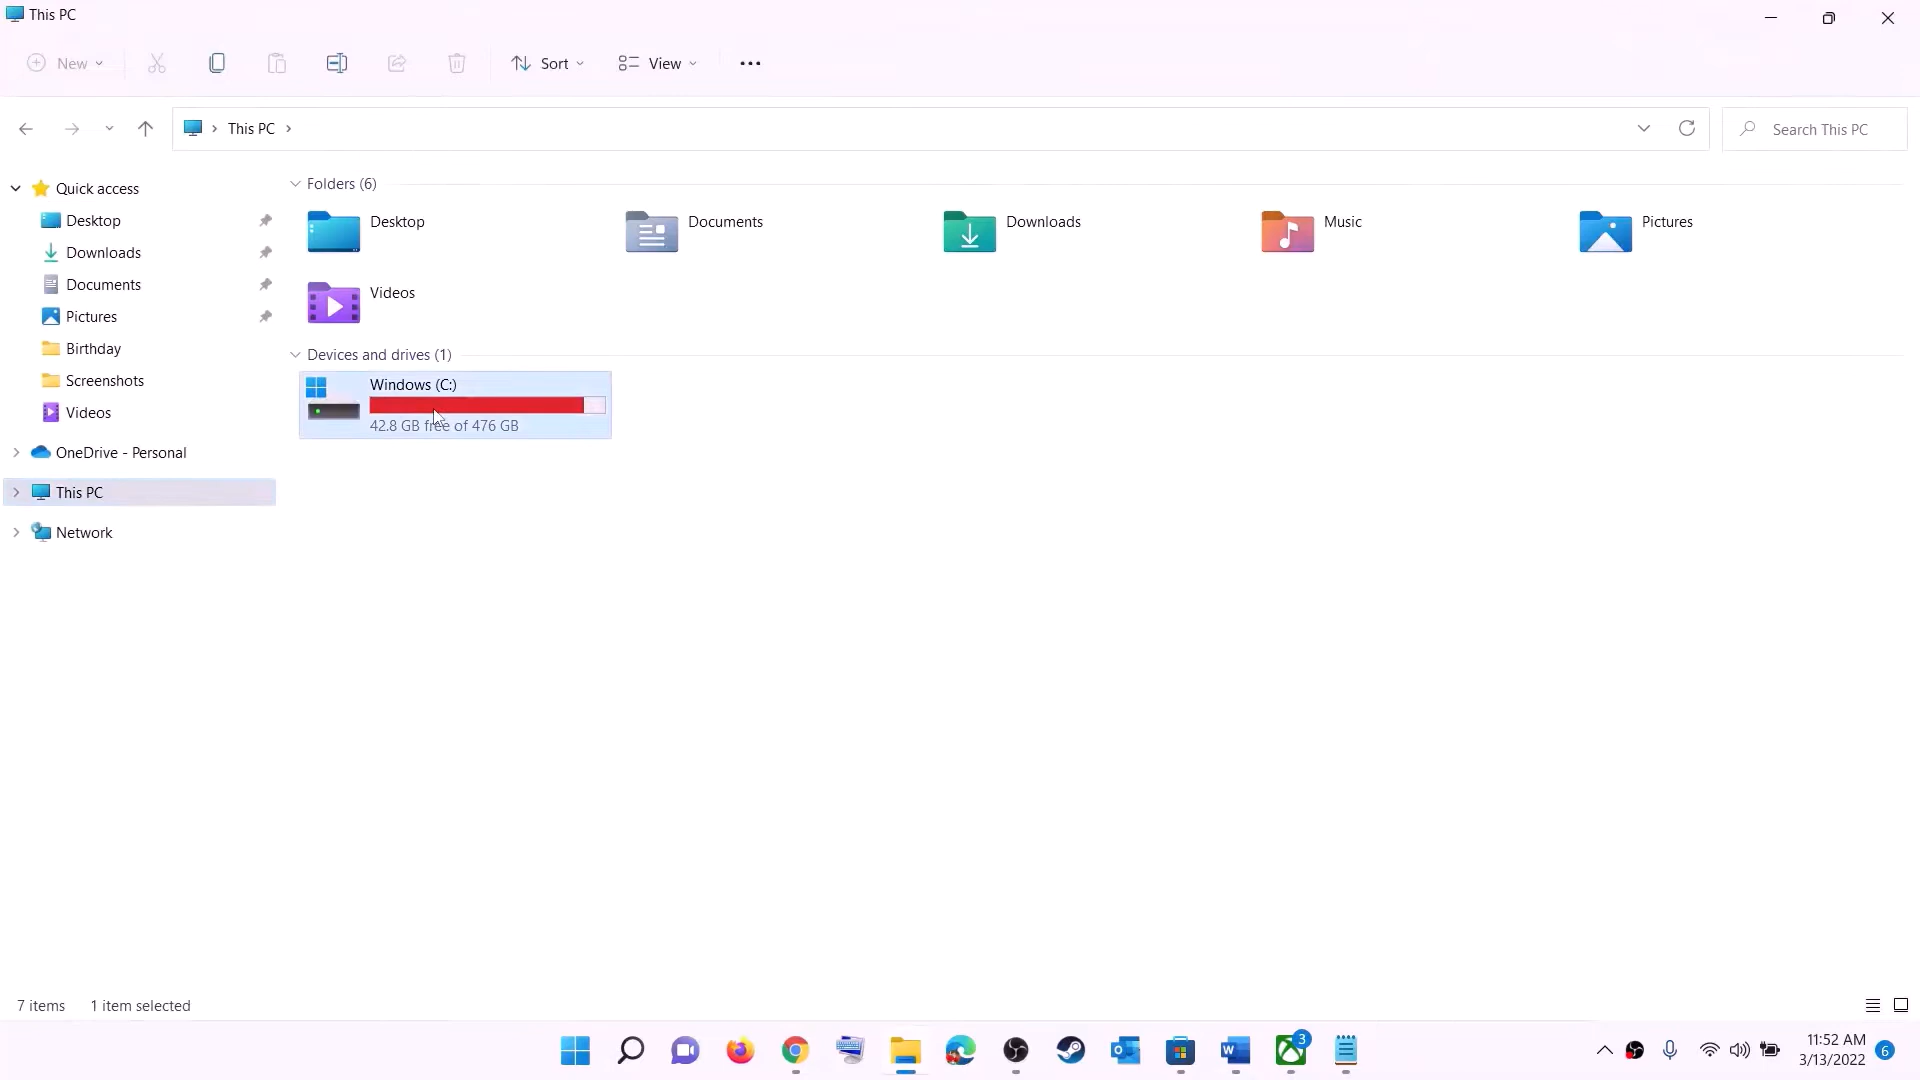 This PC
New
Sort
View
This PC
Search This PC
Quick access
Desktop
Downloads
Documents
Pictures
Birthday
Screenshots
Videos
OneDrive - Personal
This PC
Network
Folders (6)
Desktop
Documents
Downloads
Music
Pictures
Videos
Devices and drives (1)
Windows (C:)
42.8 GB free of 476 GB
7 items
1 item selected
3
11:52 AM
3/13/2022
6